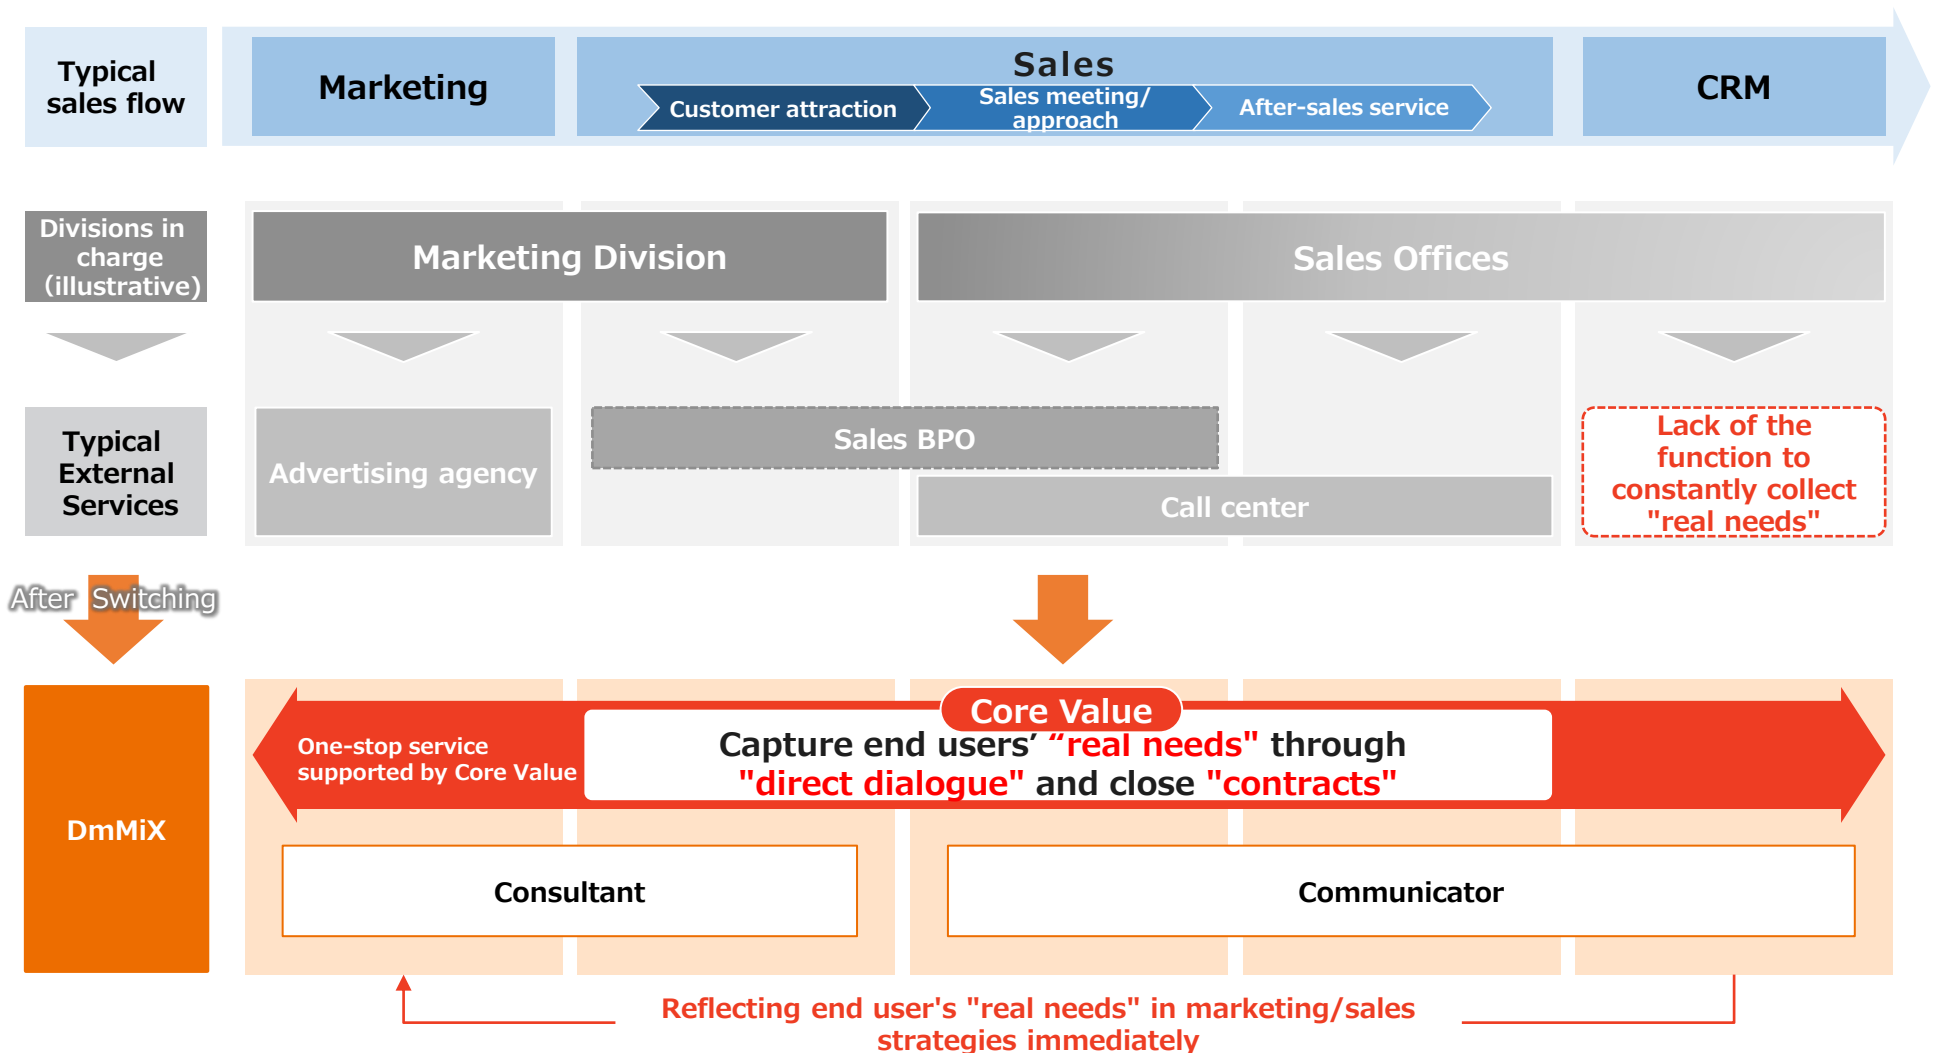 Typical
sales flow
Marketing
Sales
Customer attraction
Sales meeting/
approach
After-sales service
CRM
Divisions in
charge
(illustrative)
Marketing Division
Sales Offices
Typical
External
Services
Advertising agency
Sales BPO
Call center
Lack of the
function to
constantly collect
"real needs"
After Switching
DmMiX
One-stop service
supported by Core Value
Core Value
Capture end users’ “real needs" through
"direct dialogue" and close "contracts"
Consultant
Communicator
Reflecting end user's "real needs" in marketing/sales
strategies immediately